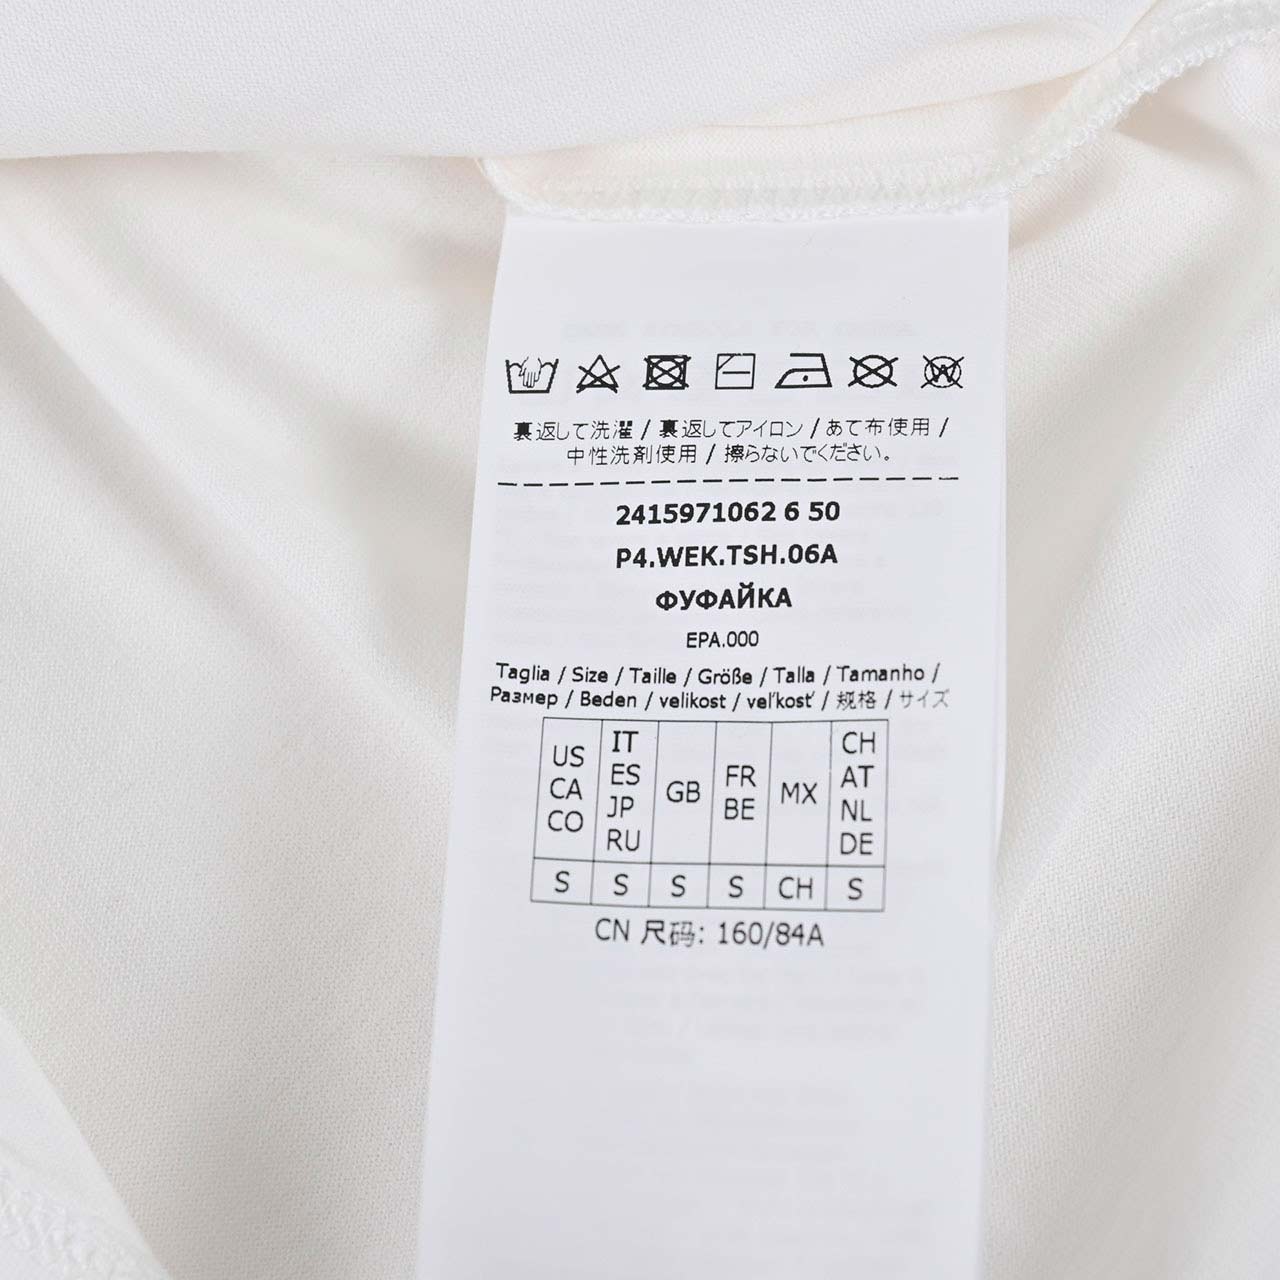 裏返して洗濯 / 裏返してアイロン / あて布使用 /
中性洗剤使用 / 擦らないでください。
2415971062 6 50
P4.WEK.TSH.06A
ФУФАЙКА
EPA.000
Taglia / Size / Taille / Größe / Talla / Tamanho /
Размер / Beden / velikost / veľkosť / 规格 / サイズ
US CA CO
IT ES JP RU
GB
FR BE
MX
CH AT NL DE
S S S S CH S
CN 尺码: 160/84A